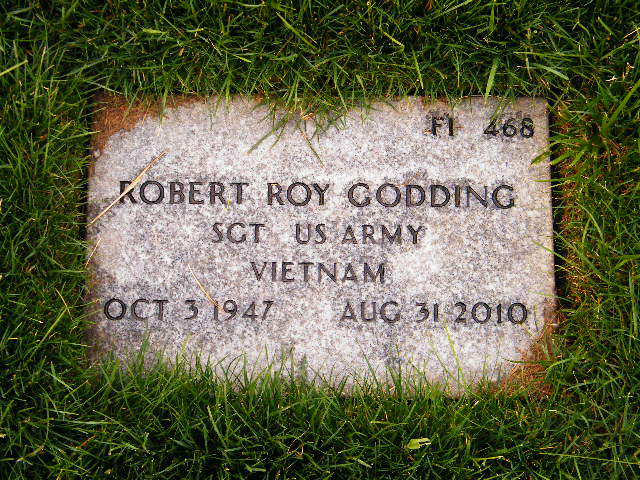 F1 468
ROBERT ROY GODDING
SGT US ARMY
VIETNAM
OCT 3 1947 AUG 31 2010